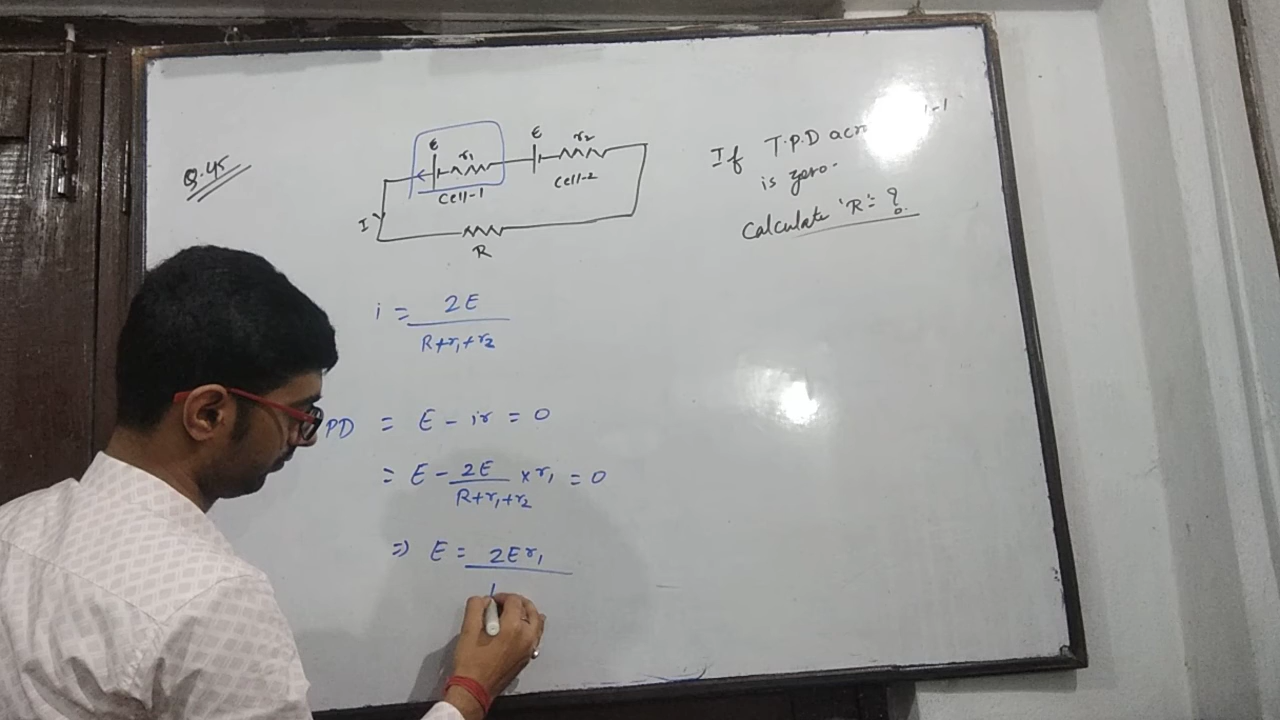 Q.45
E r1 E r2
Cell-1 Cell-2
I
R
If T.P.D
is zero.
Calculate 'R' = ?
i = 2E / R+r1+r2
PD = E - ir = 0
= E - 2E / R+r1+r2 × r1 = 0
⇒ E = 2Er1